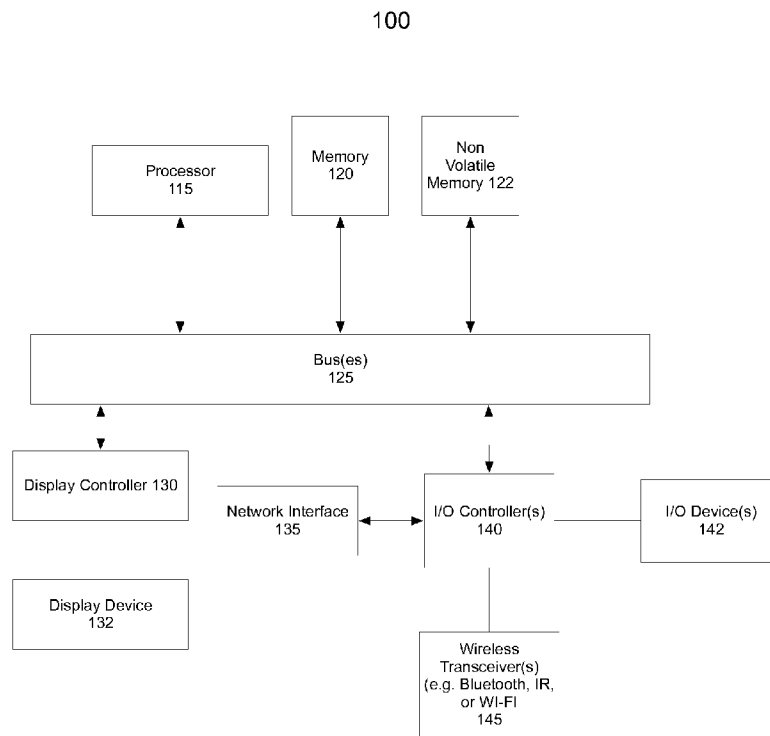 100
Processor
115
Memory
120
Non
Volatile
Memory 122
Bus(es)
125
Display Controller 130
Network Interface
135
I/O Controller(s)
140
I/O Device(s)
142
Display Device
132
Wireless
Transceiver(s)
(e.g. Bluetooth, IR,
or WI-FI
145